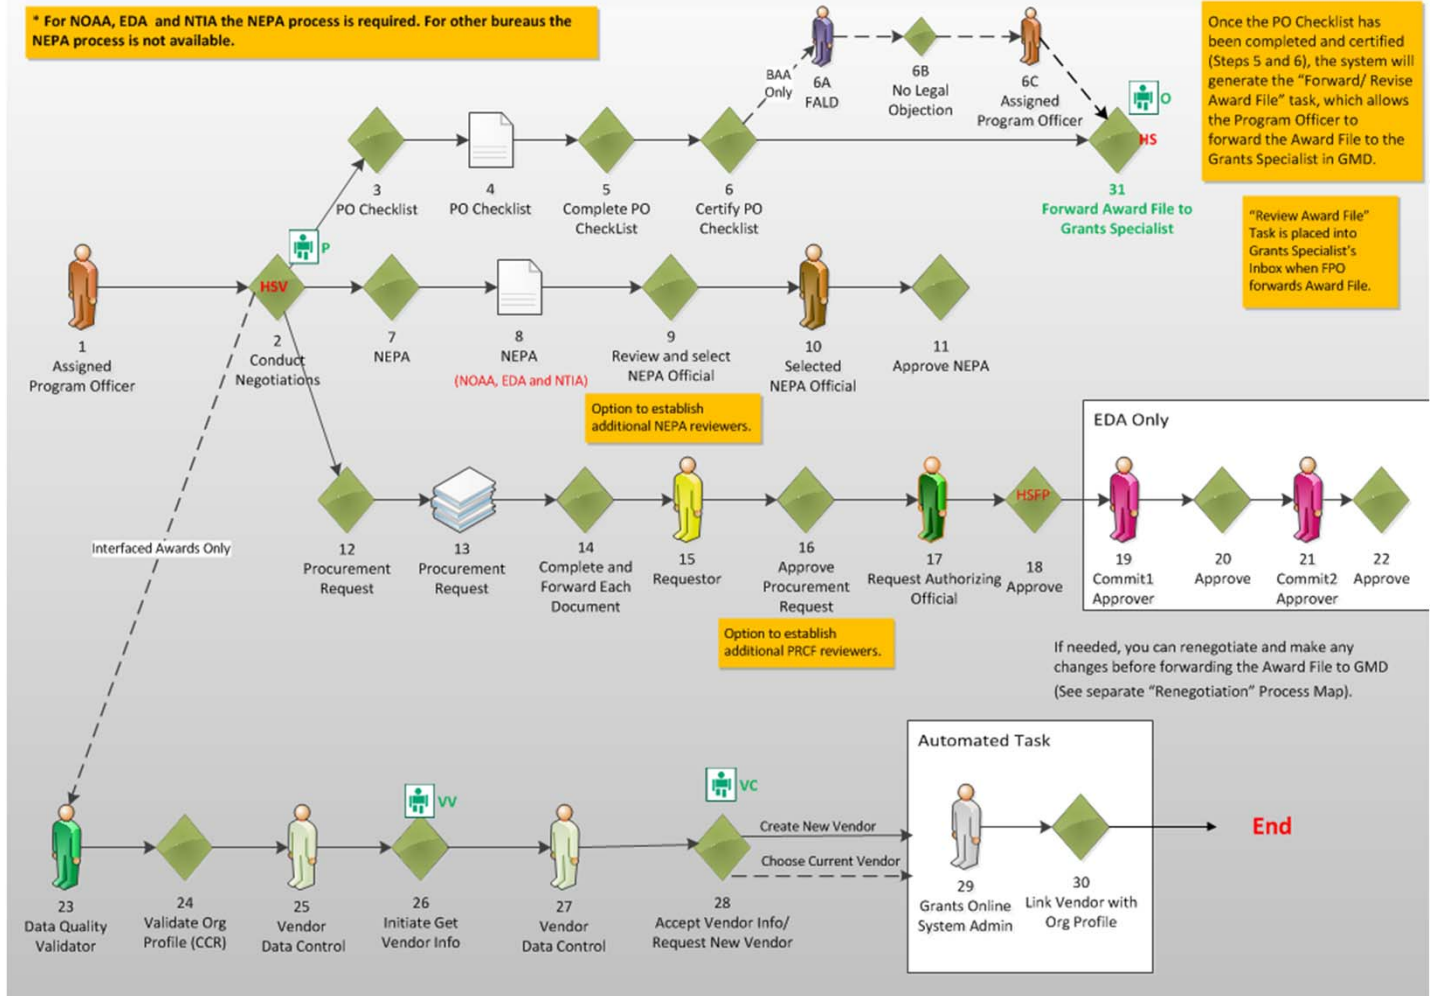 * For NOAA, EDA  and NTIA the NEPA process is required. For other bureaus the
NEPA process is not available.
Once the PO Checklist has
been completed and certified
(Steps 5 and 6), the system will
generate the “Forward/ Revise
Award File” task, which allows
the Program Officer to
forward the Award File to the
Grants Specialist in GMD.
BAA
Only
6A
FALD
6B
No Legal
Objection
6C
Assigned
Program Officer
O
HS
3
PO Checklist
4
PO Checklist
5
Complete PO
CheckList
6
Certify PO
Checklist
31
Forward Award File to
Grants Specialist
“Review Award File”
Task is placed into
Grants Specialist’s
Inbox when FPO
forwards Award File.
P
HSV
1
Assigned
Program Officer
2
Conduct
Negotiations
7
NEPA
8
NEPA
(NOAA, EDA and NTIA)
9
Review and select
NEPA Official
10
Selected
NEPA Official
11
Approve NEPA
Option to establish
additional NEPA reviewers.
EDA Only
HSFP
12
Procurement
Request
13
Procurement
Request
14
Complete and
Forward Each
Document
15
Requestor
16
Approve
Procurement
Request
17
Request Authorizing
Official
18
Approve
19
Commit1
Approver
20
Approve
21
Commit2
Approver
22
Approve
Interfaced Awards Only
Option to establish
additional PRCF reviewers.
If needed, you can renegotiate and make any
changes before forwarding the Award File to GMD
(See separate “Renegotiation” Process Map).
Automated Task
VV
VC
Create New Vendor
Choose Current Vendor
End
23
Data Quality
Validator
24
Validate Org
Profile (CCR)
25
Vendor
Data Control
26
Initiate Get
Vendor Info
27
Vendor
Data Control
28
Accept Vendor Info/
Request New Vendor
29
Grants Online
System Admin
30
Link Vendor with
Org Profile